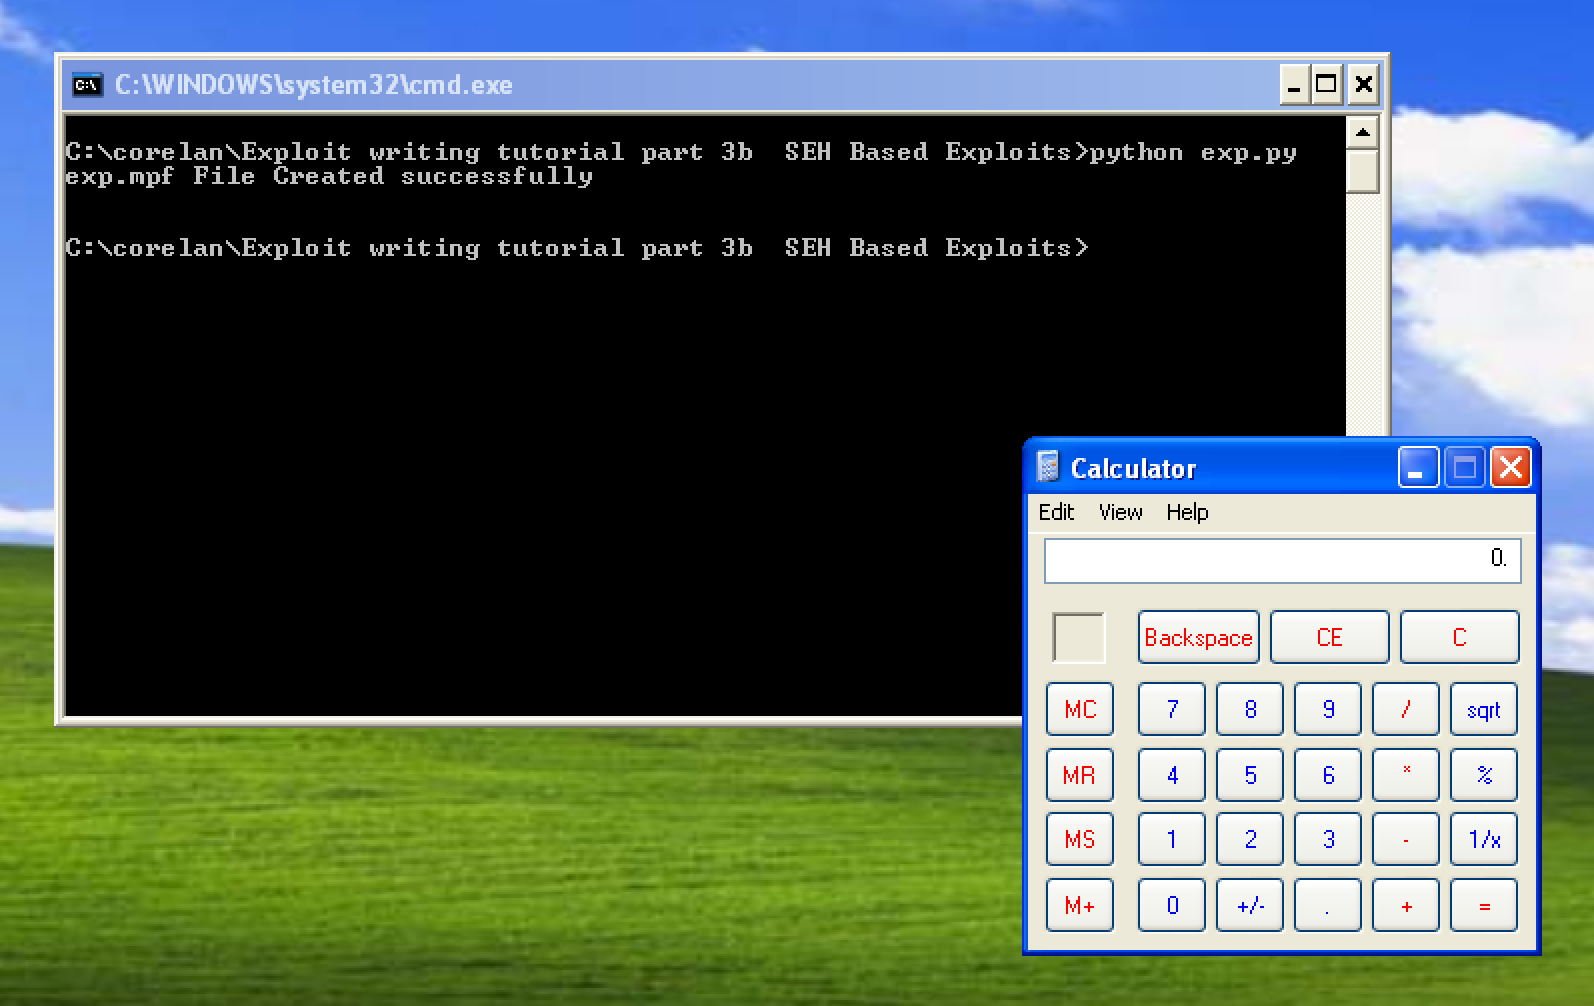 C:\WINDOWS\system32\cmd.exe
C:\corelan\Exploit writing tutorial part 3b  SEH Based Exploits>python exp.py
exp.mpf File Created successfully
C:\corelan\Exploit writing tutorial part 3b  SEH Based Exploits>
Calculator
Edit View Help
0.
Backspace CE C
MC 7 8 9 / sqrt
MR 4 5 6 * %
MS 1 2 3 - 1/x
M+ 0 +/- . + =